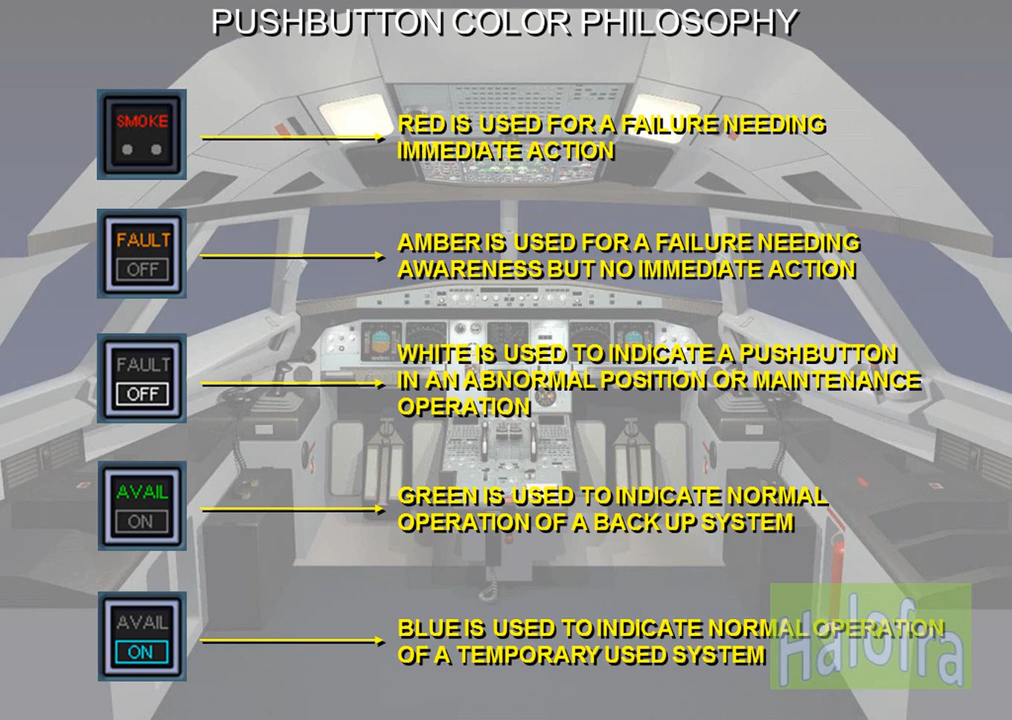 PUSHBUTTON COLOR PHILOSOPHY
SMOKE
RED IS USED FOR A FAILURE NEEDING
IMMEDIATE ACTION
FAULT
OFF
AMBER IS USED FOR A FAILURE NEEDING
AWARENESS BUT NO IMMEDIATE ACTION
FAULT
OFF
WHITE IS USED TO INDICATE A PUSHBUTTON
IN AN ABNORMAL POSITION OR MAINTENANCE
OPERATION
AVAIL
ON
GREEN IS USED TO INDICATE NORMAL
OPERATION OF A BACK UP SYSTEM
AVAIL
ON
BLUE IS USED TO INDICATE NORMAL OPERATION
OF A TEMPORARY USED SYSTEM
Halofra